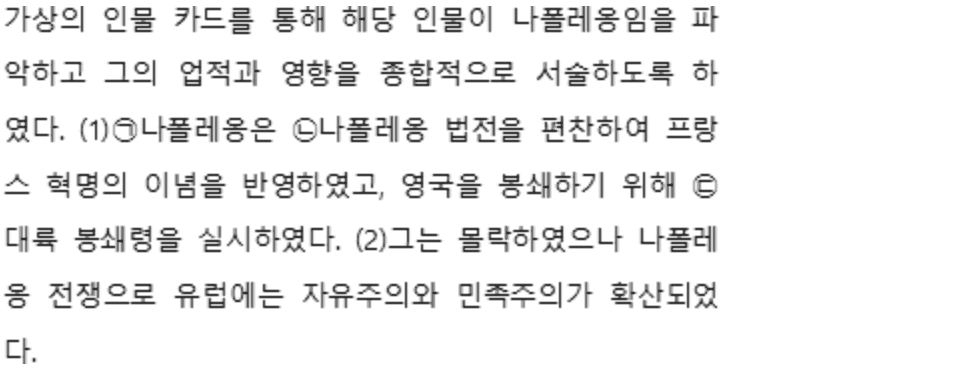 가상의 인물 카드를 통해 해당 인물이 나폴레옹임을 파
악하고 그의 업적과 영향을 종합적으로 서술하도록 하
였다. (1)㉠나폴레옹은 ㉡나폴레옹 법전을 편찬하여 프랑
스 혁명의 이념을 반영하였고, 영국을 봉쇄하기 위해 ㉢
대륙 봉쇄령을 실시하였다. (2)그는 몰락하였으나 나폴레
옹 전쟁으로 유럽에는 자유주의와 민족주의가 확산되었
다.